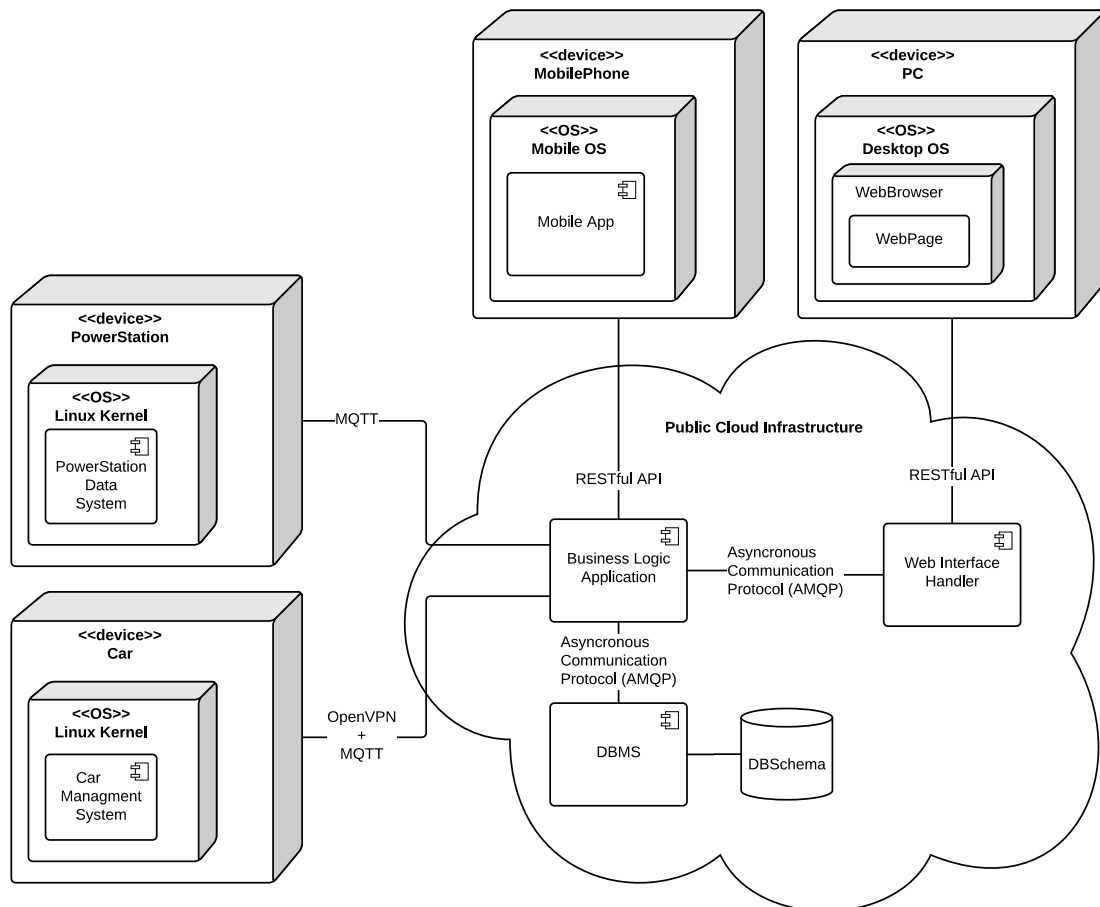 <<device>>
MobilePhone
<<OS>>
Mobile OS
Mobile App
<<device>>
PC
<<OS>>
Desktop OS
WebBrowser
WebPage
<<device>>
PowerStation
<<OS>>
Linux Kernel
PowerStation
Data
System
MQTT
Public Cloud Infrastructure
RESTful API
RESTful API
Business Logic
Application
Asyncronous
Communication
Protocol (AMQP)
Web Interface
Handler
<<device>>
Car
<<OS>>
Linux Kernel
Car
Managment
System
OpenVPN
+
MQTT
Asyncronous
Communication
Protocol (AMQP)
DBMS
DBSchema